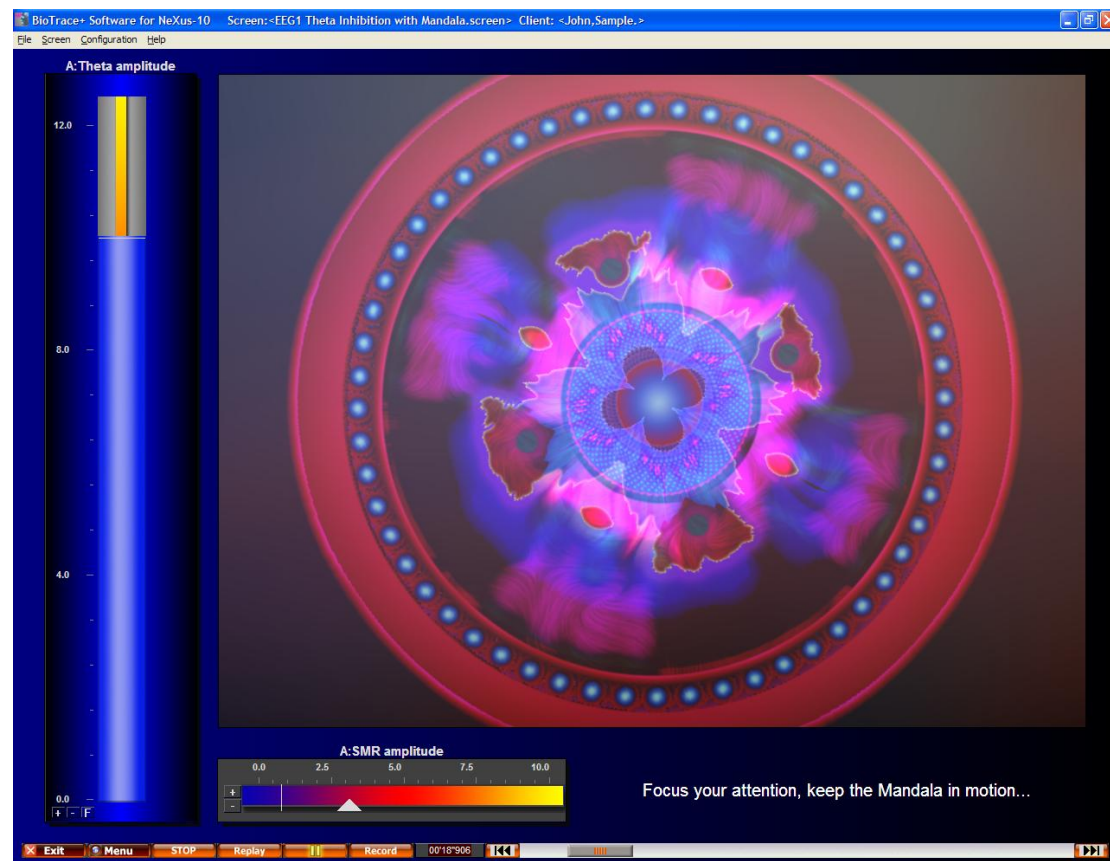 BioTrace+ Software for NeXus-10 Screen:<EEG1 Theta Inhibition with Mandala.screen> Client: <John,Sample.>
File Screen Configuration Help
A:Theta amplitude
12.0
8.0
4.0
0.0
+ - F
A:SMR amplitude
0.0 2.5 5.0 7.5 10.0
+
-
Focus your attention, keep the Mandala in motion...
X Exit Menu STOP Replay Record 00'18"906